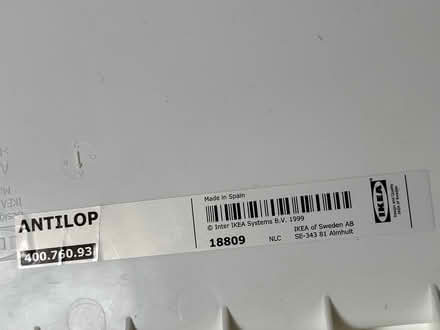 ANTILOP
400.760.93
Made in Spain
© Inter IKEA Systems B.V. 1999
18809
NLC
IKEA of Sweden AB
SE-343 81 Älmhult
IKEA